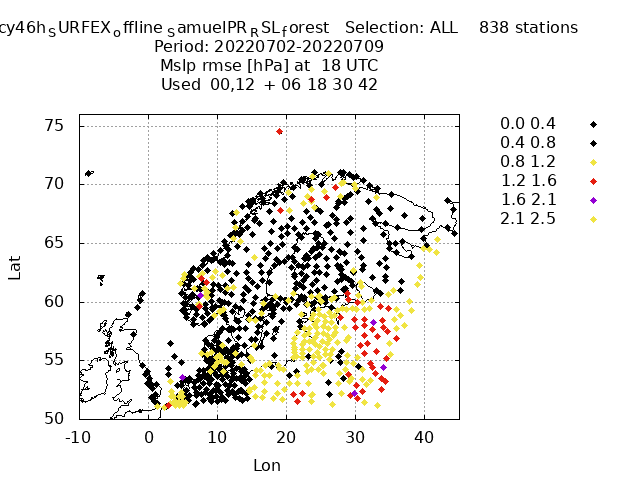 cy46hSURFEXoffline SamuelPRRSLforest Selection: ALL 838 stations
Period: 20220702-20220709
Mslp rmse [hPa] at 18 UTC
Used 00,12 + 06 18 30 42
0.0 0.4
0.4 0.8
0.8 1.2
1.2 1.6
1.6 2.1
2.1 2.5
75
70
65
60
55
50
Lat
-10 0 10 20 30 40
Lon